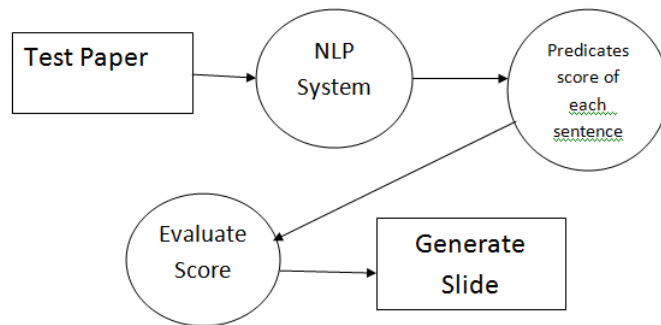 Test Paper
NLP
System
Predicates
score of
each
sentence
Evaluate
Score
Generate
Slide